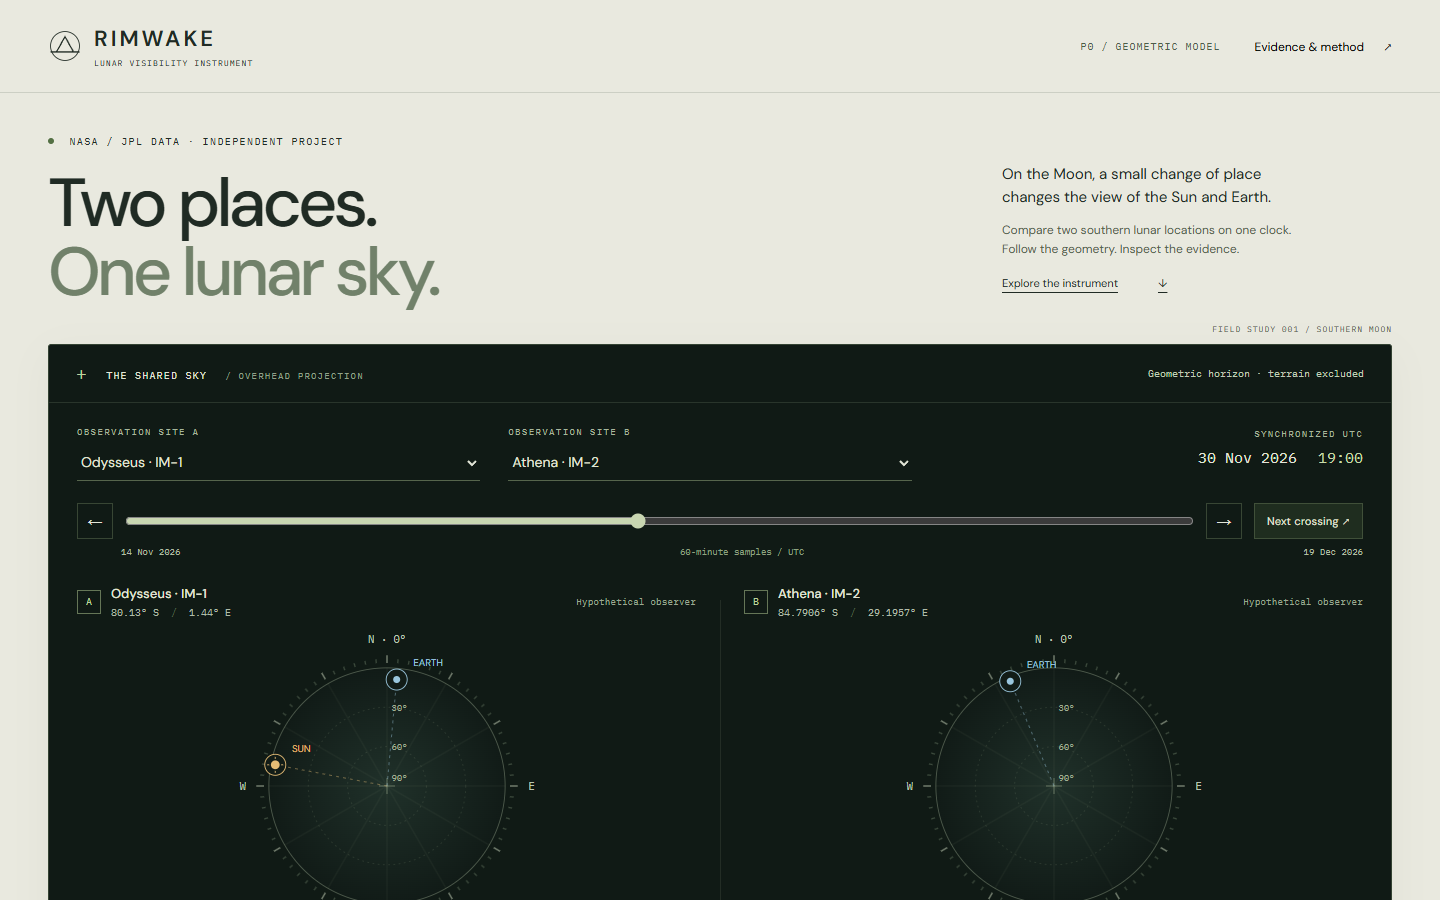 RIMWAKE
LUNAR VISIBILITY INSTRUMENT
P0 / GEOMETRIC MODEL
Evidence & method ↗
NASA / JPL DATA · INDEPENDENT PROJECT
Two places.
One lunar sky.
On the Moon, a small change of place
changes the view of the Sun and Earth.
Compare two southern lunar locations on one clock.
Follow the geometry. Inspect the evidence.
Explore the instrument ↓
FIELD STUDY 001 / SOUTHERN MOON
+ THE SHARED SKY / OVERHEAD PROJECTION
Geometric horizon · terrain excluded
OBSERVATION SITE A
Odysseus · IM-1
OBSERVATION SITE B
Athena · IM-2
SYNCHRONIZED UTC
30 Nov 2026 19:00
← → Next crossing ↗
14 Nov 2026
60-minute samples / UTC
19 Dec 2026
A Odysseus · IM-1
80.13° S / 1.44° E
Hypothetical observer
N · 0°
EARTH
30°
SUN
60°
90°
W
E
B Athena · IM-2
84.7906° S / 29.1957° E
Hypothetical observer
N · 0°
EARTH
30°
60°
90°
W
E